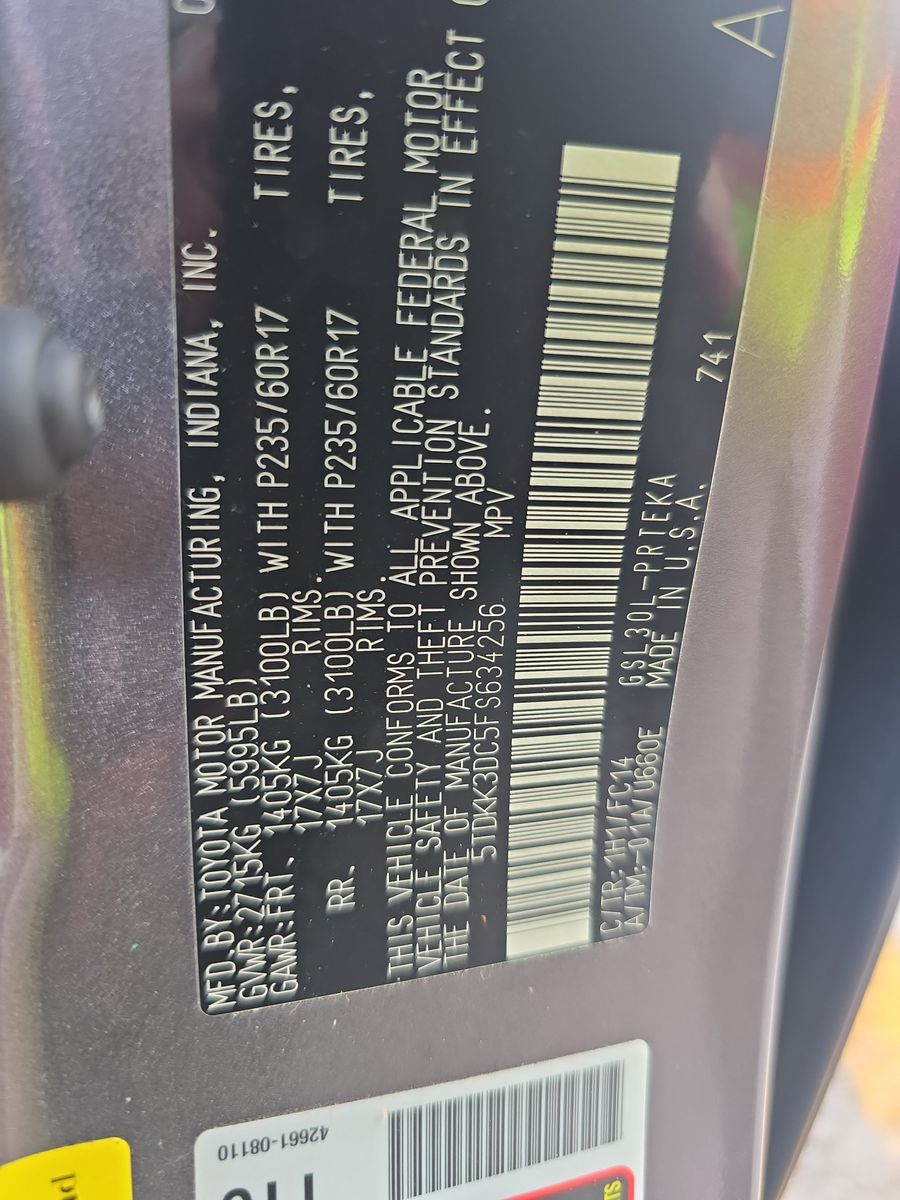 MFD.BY:TOYOTA MOTOR MANUFACTURING, INDIANA, INC.
GVWR:2715KG (5995LB)
GAWR:FRT. 1405KG (3100LB) WITH P235/60R17 TIRES,
17X7J RIMS.
RR. 1405KG (3100LB) WITH P235/60R17 TIRES,
17X7J RIMS.
THIS VEHICLE CONFORMS TO ALL APPLICABLE FEDERAL MOTOR
VEHICLE SAFETY AND THEFT PREVENTION STANDARDS IN EFFECT
THE DATE OF MANUFACTURE SHOWN ABOVE.
5TDKK3DC5FS634256 MPV
C/TR:1H1/FC14 GSL30L-PRTEKA 741
A/TM:-01A/U660E MADE IN U.S.A.
A
42661-08110